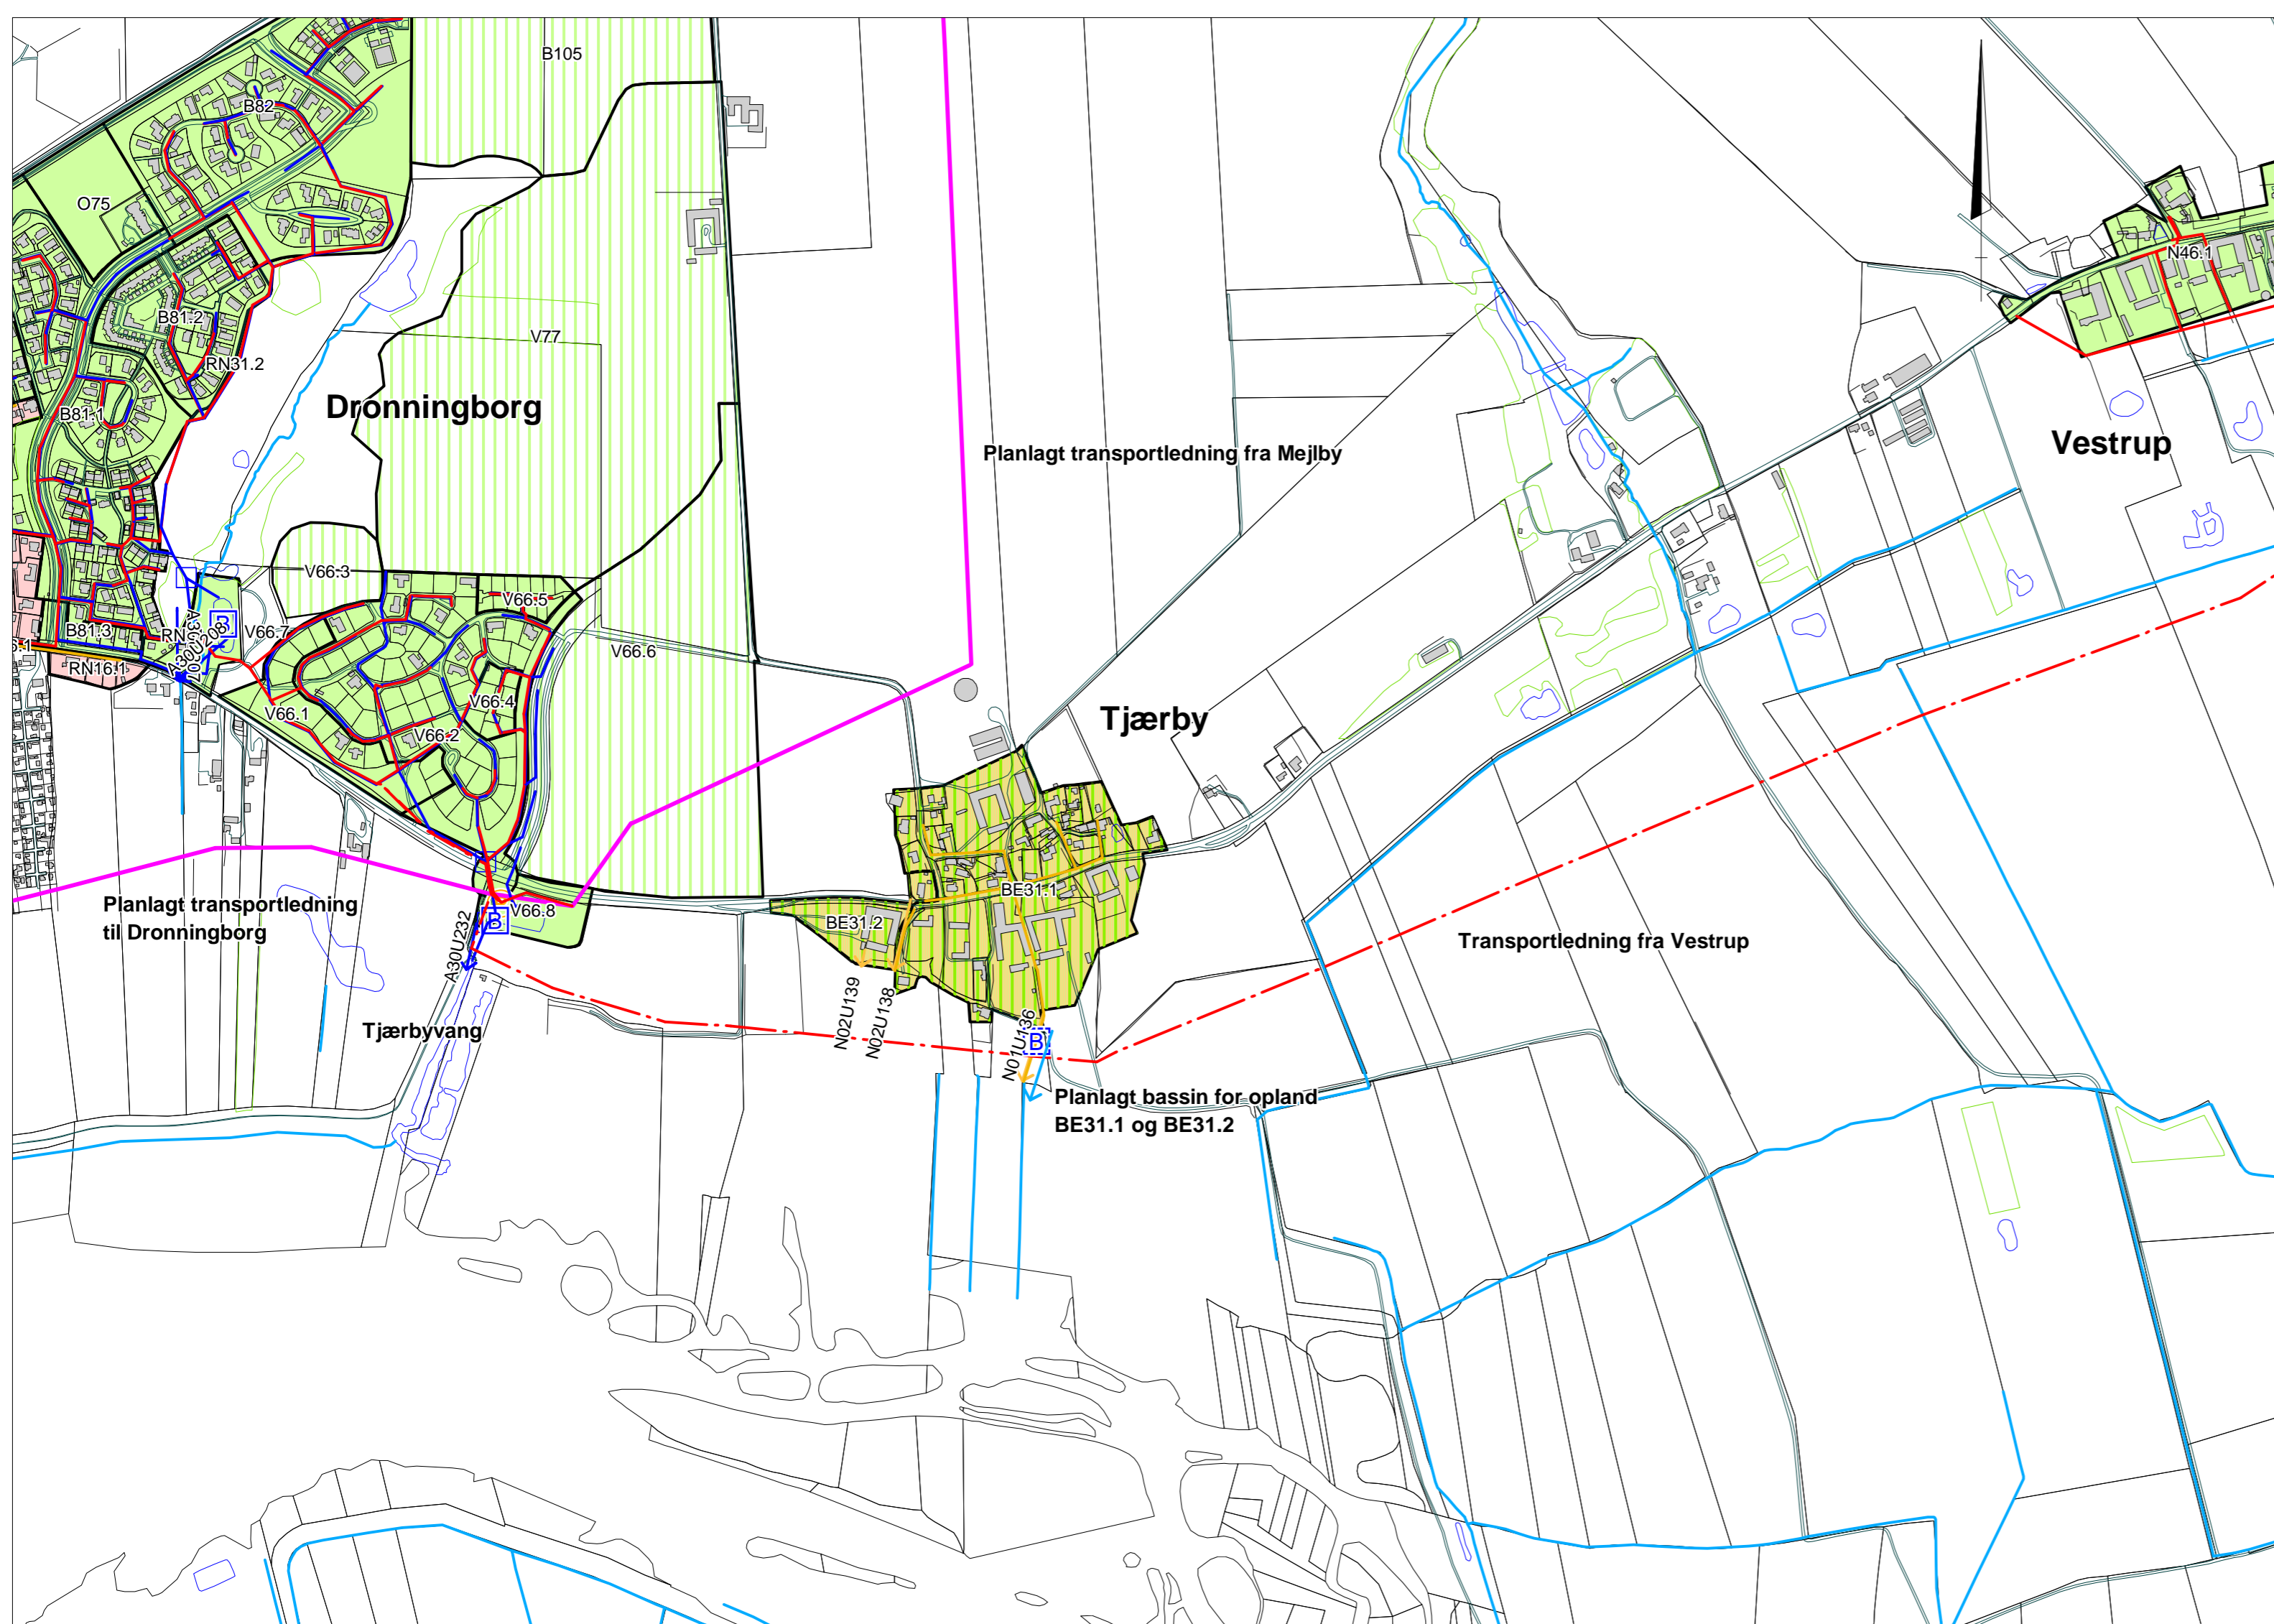 B105
B82
O75
N46.1
B81.2
V77
RN31.2
Dronningborg
B81.1
Planlagt transportledning fra Mejlby
Vestrup
V66.3
V66.5
B81.3
V66.7
V66.6
RN16.1
V66.1
V66.4
V66.2
B
Tjærby
BE31.1
Planlagt transportledning
til Dronningborg
V66.8
B
A30U232
BE31.2
Transportledning fra Vestrup
N02U139
N02U138
Tjærbyvang
N01U136
B
Planlagt bassin for opland
BE31.1 og BE31.2